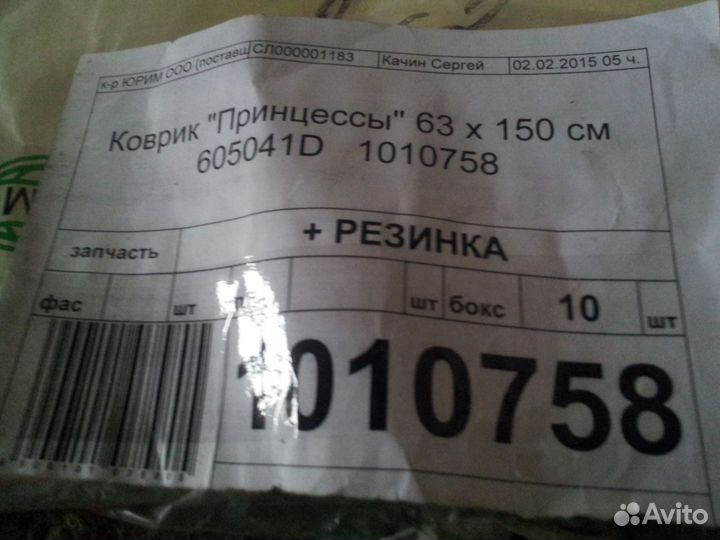 к-р ЮРИМ ООО (поставщ СЛ000001183 Качин Сергей 02.02.2015 05 ч.
Коврик "Принцессы" 63 х 150 см
605041D 1010758
запчасть + РЕЗИНКА
фас шт шт бокс 10 шт
1010758
Avito